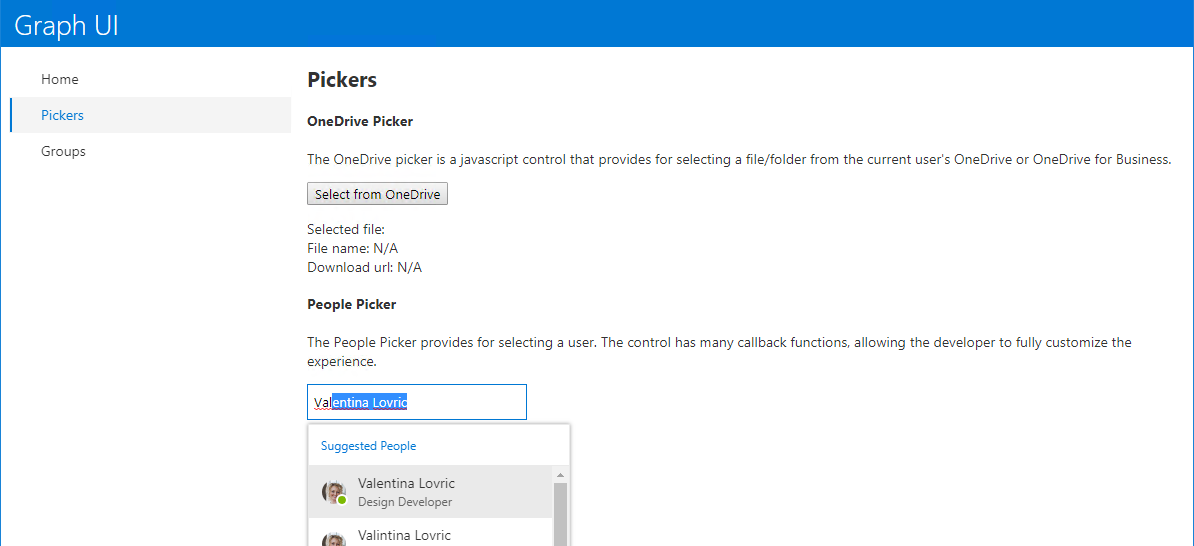 Graph UI
Home
Pickers
Groups
Pickers
OneDrive Picker
The OneDrive picker is a javascript control that provides for selecting a file/folder from the current user's OneDrive or OneDrive for Business.
Select from OneDrive
Selected file:
File name: N/A
Download url: N/A
People Picker
The People Picker provides for selecting a user. The control has many callback functions, allowing the developer to fully customize the
experience.
Valentina Lovric
Suggested People
Valentina Lovric
Design Developer
Valintina Lovric